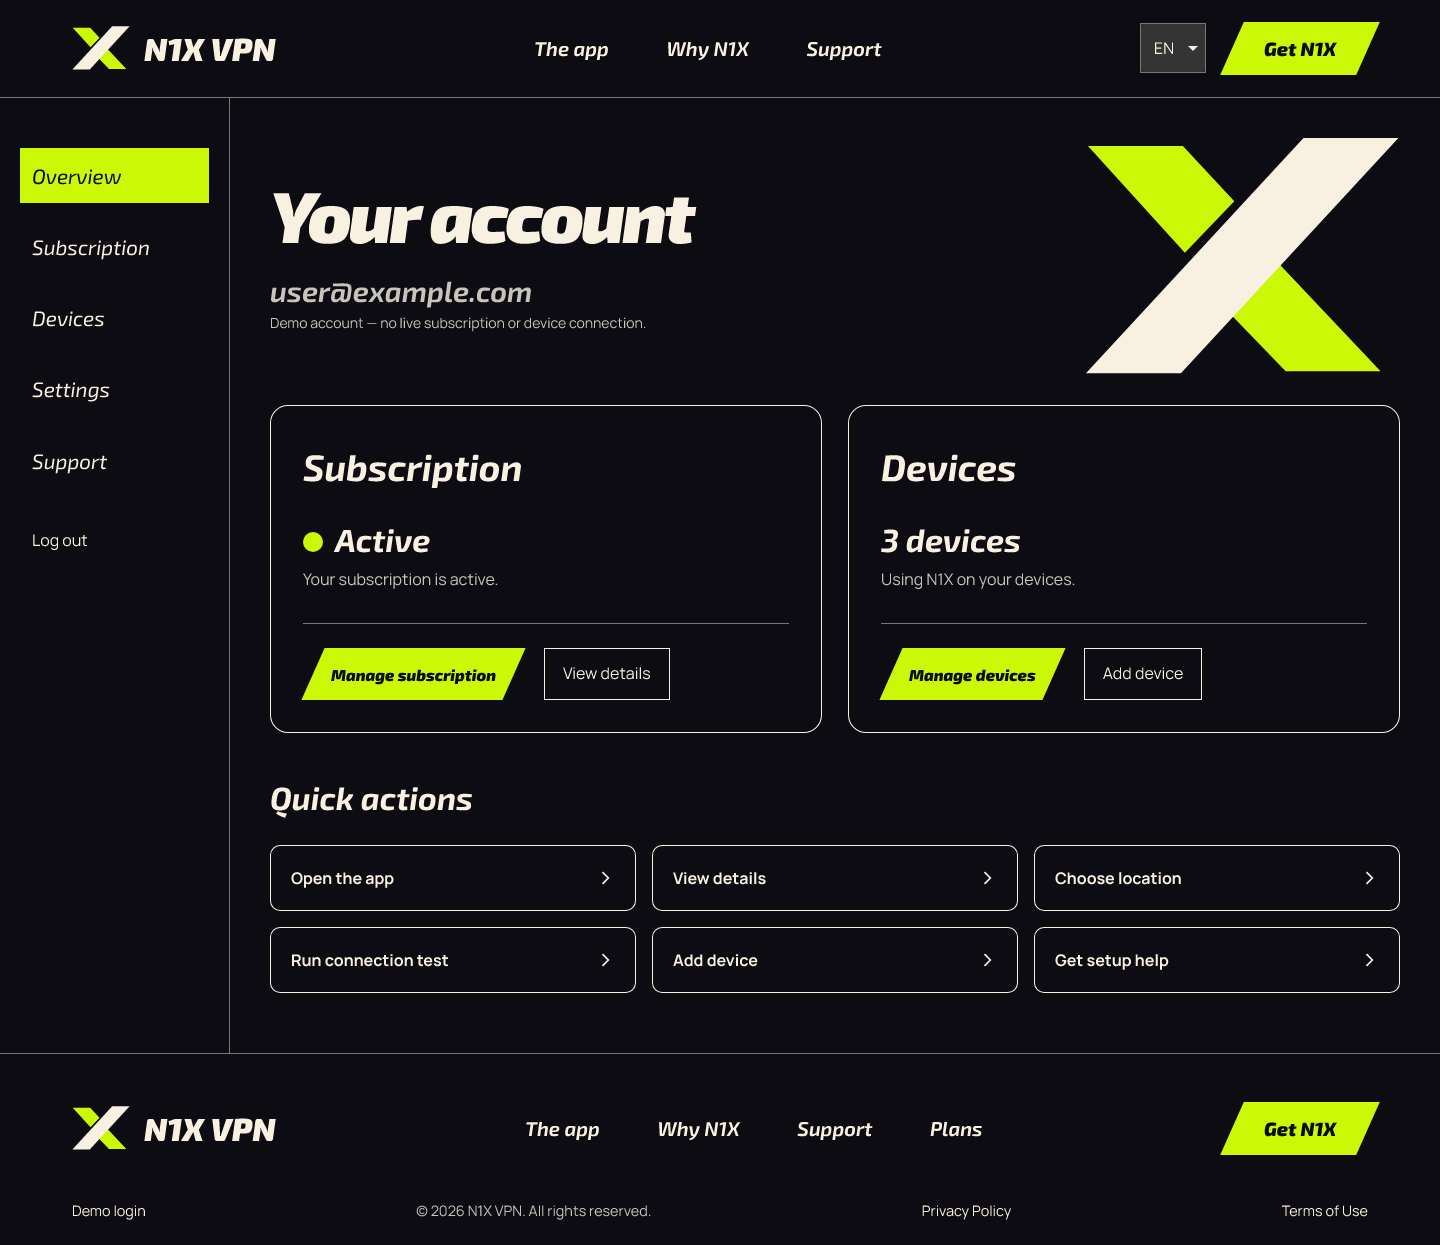 N1X VPN
The app
Why N1X
Support
EN
Get N1X
Overview
Subscription
Devices
Settings
Support
Log out
Your account
user@example.com
Demo account — no live subscription or device connection.
Subscription
Active
Your subscription is active.
Manage subscription
View details
Devices
3 devices
Using N1X on your devices.
Manage devices
Add device
Quick actions
Open the app
View details
Choose location
Run connection test
Add device
Get setup help
N1X VPN
The app
Why N1X
Support
Plans
Get N1X
Demo login
© 2026 N1X VPN. All rights reserved.
Privacy Policy
Terms of Use